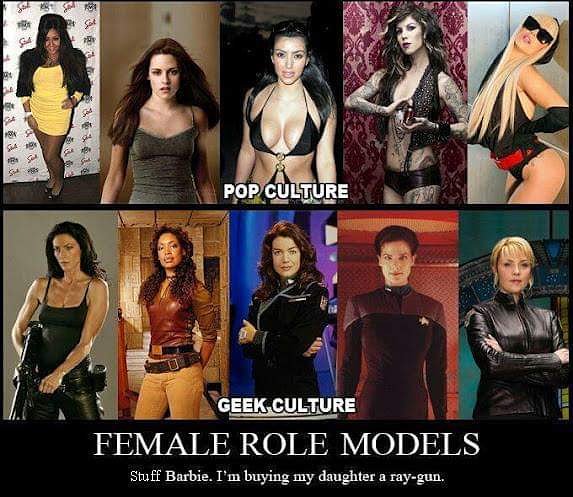 POP CULTURE
GEEK CULTURE
FEMALE ROLE MODELS
Stuff Barbie. I'm buying my daughter a ray-gun.